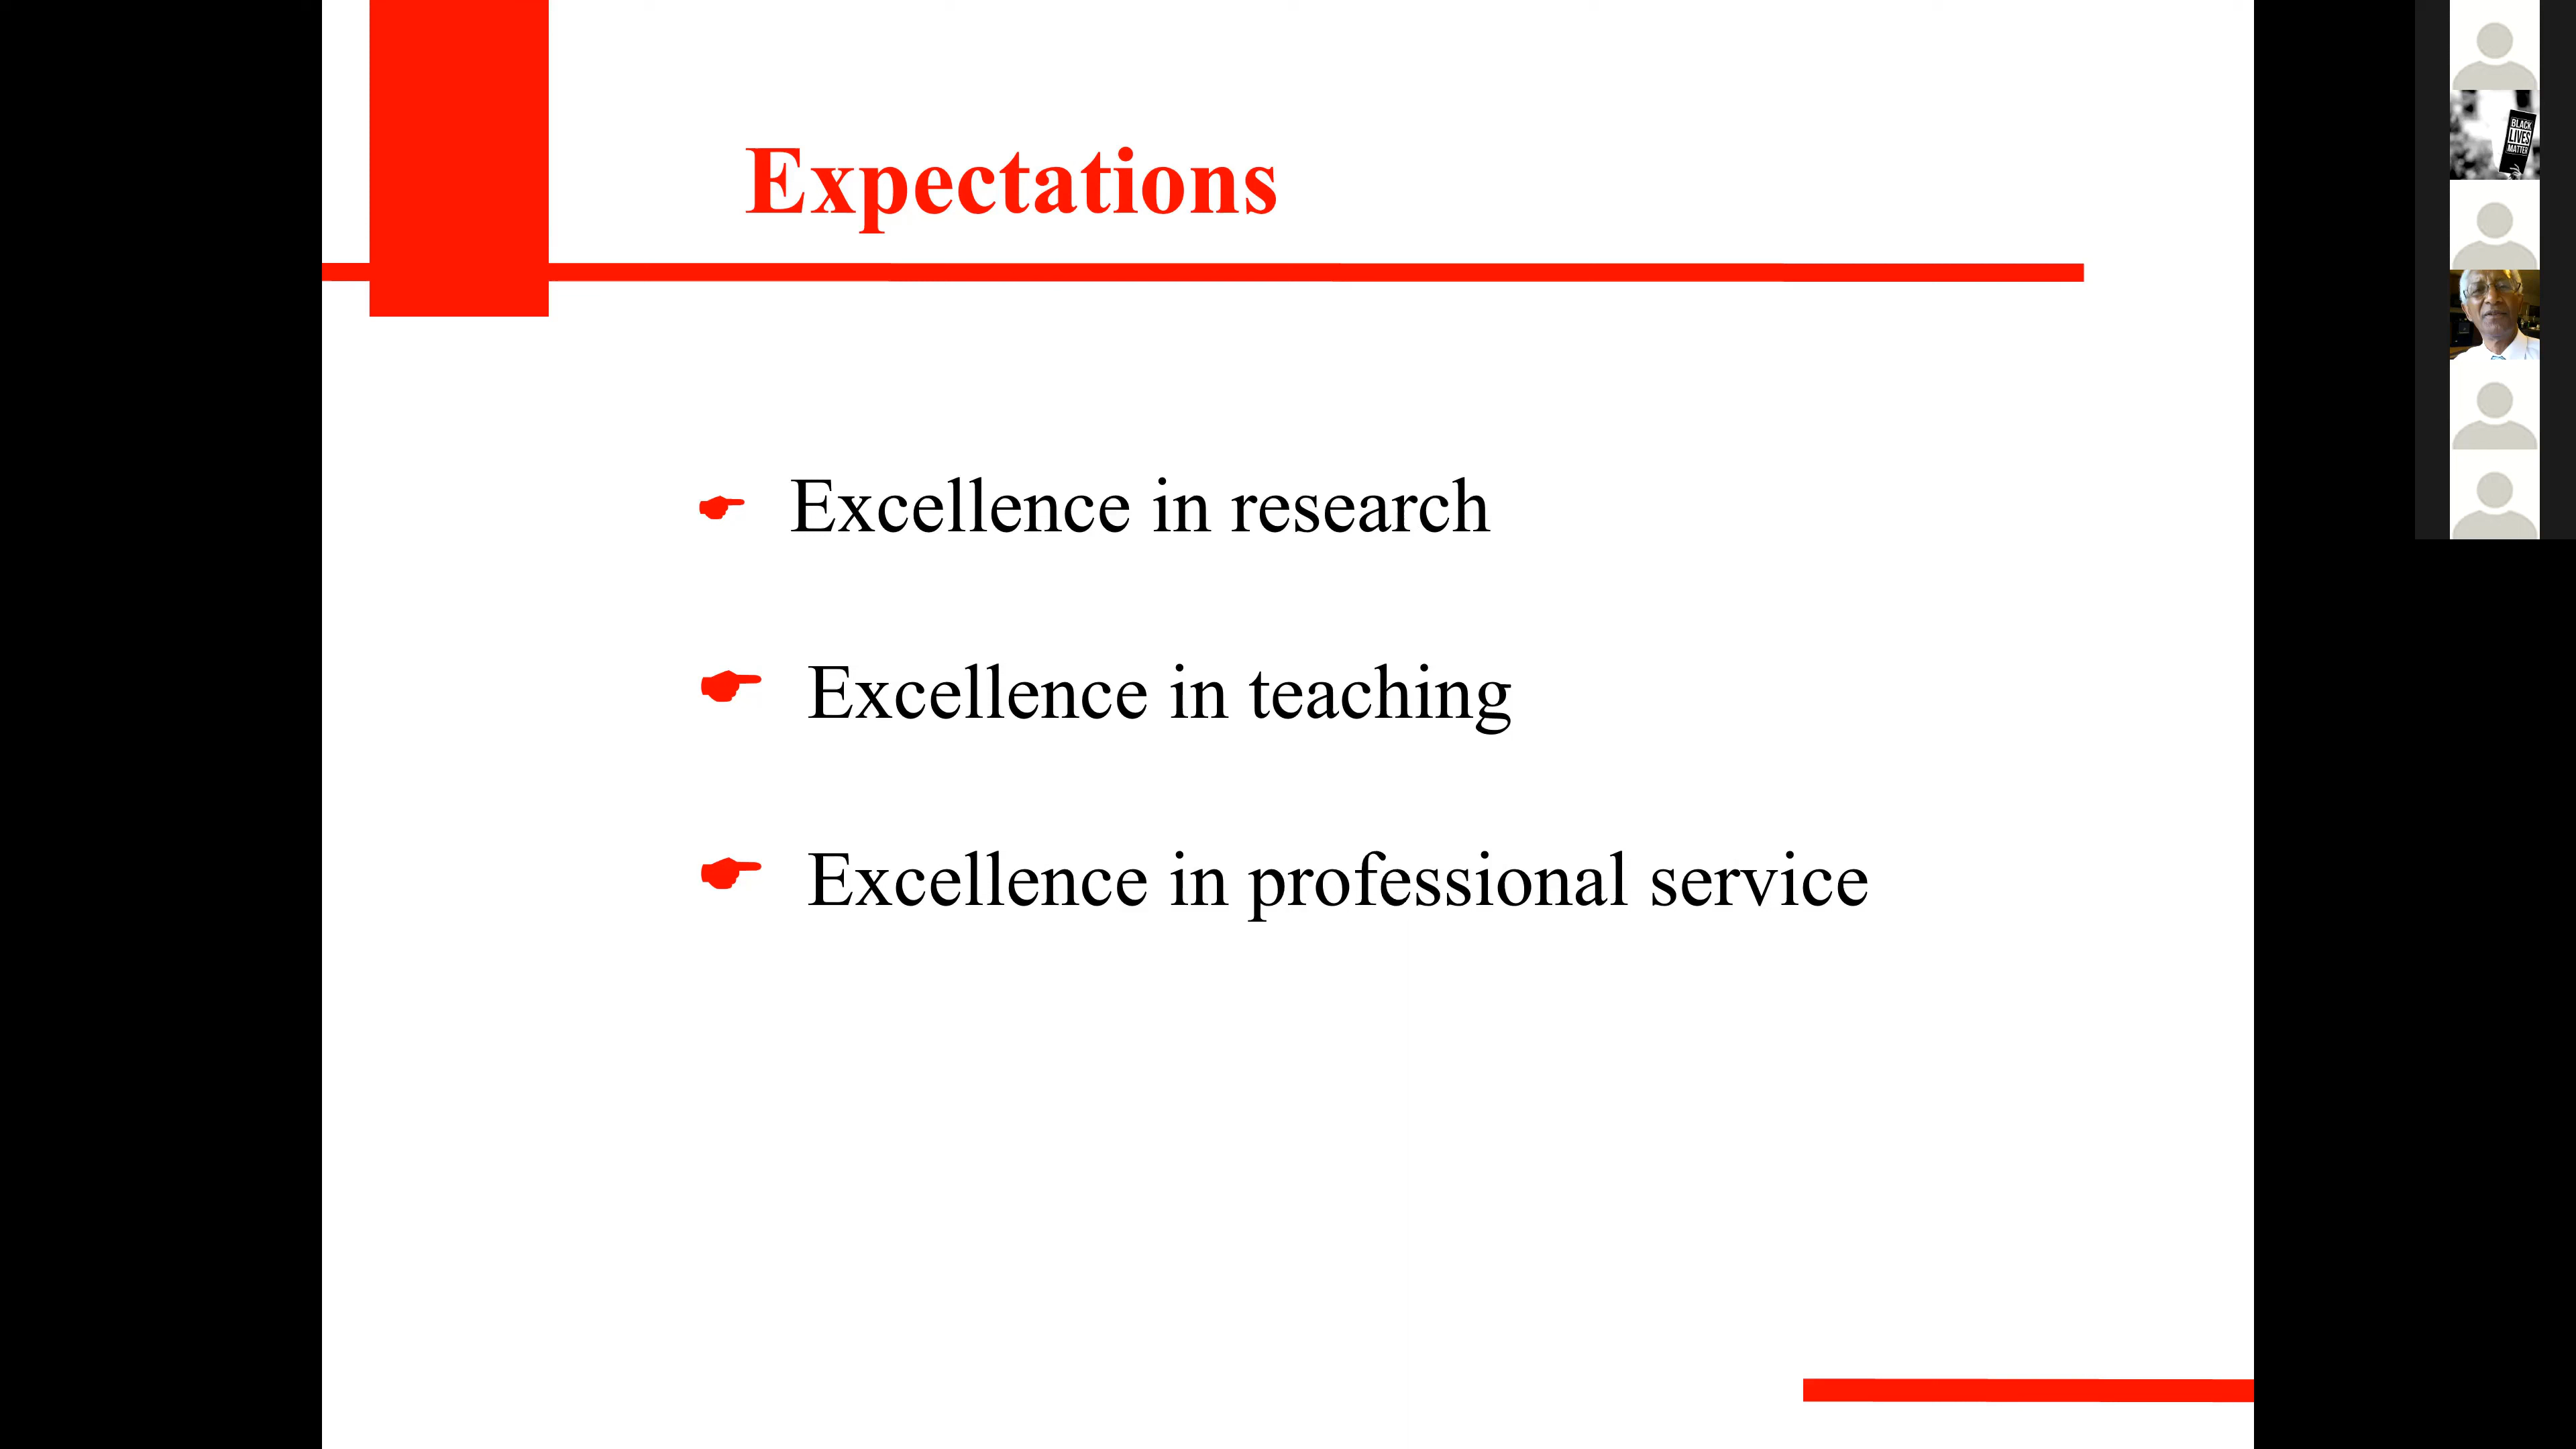 Expectations
Excellence in research
Excellence in teaching
Excellence in professional service
BLACK
LIVES
MATTER